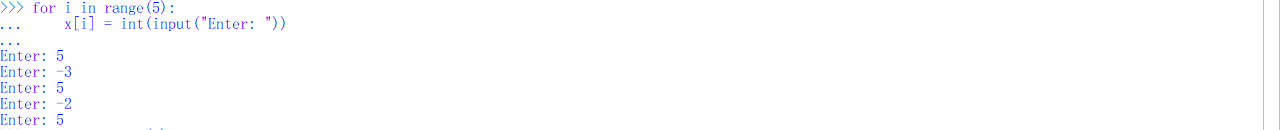 >>> for i in range(5):
...     x[i] = int(input("Enter: "))
...
Enter: 5
Enter: -3
Enter: 5
Enter: -2
Enter: 5